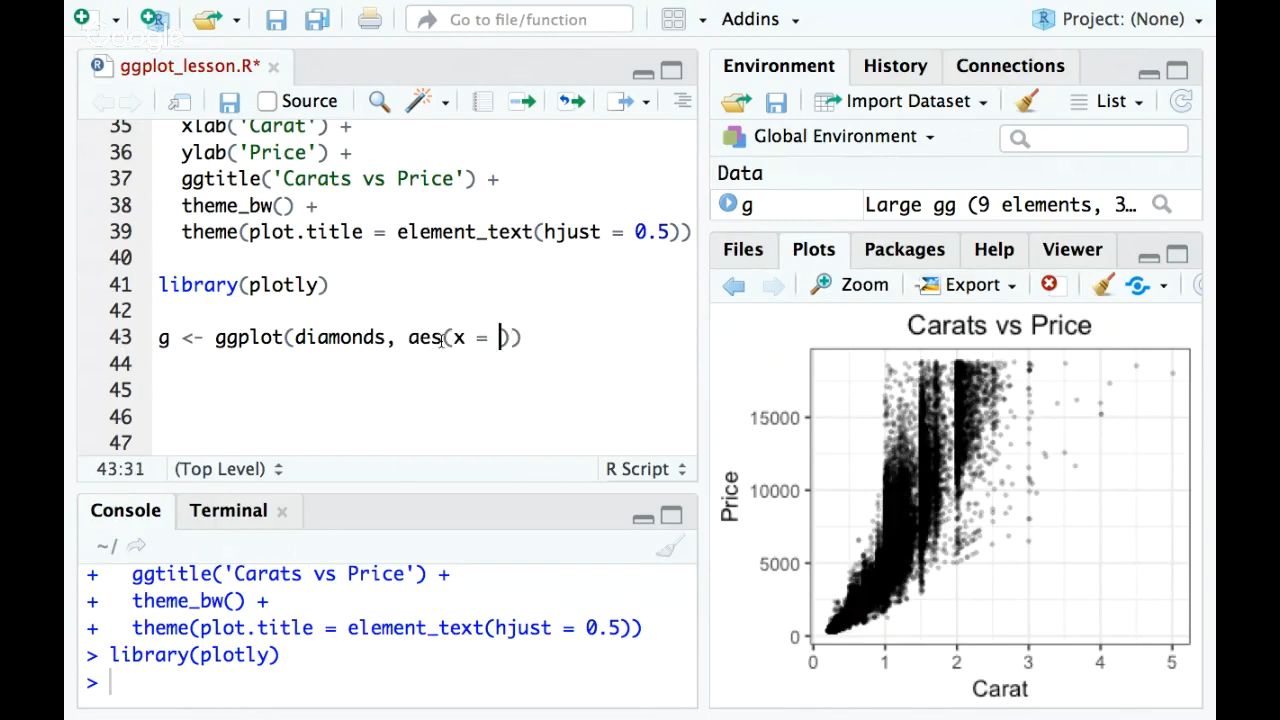 Go to file/function
Addins
Project: (None)
Google
ggplot_lesson.R*
Source
35 xlab('Carat') +
36 ylab('Price') +
37 ggtitle('Carats vs Price') +
38 theme_bw() +
39 theme(plot.title = element_text(hjust = 0.5))
40
41 library(plotly)
42
43 g <- ggplot(diamonds, aes(x = ))
44
45
46
47
43:31 (Top Level) R Script
Console Terminal
~/
+ ggtitle('Carats vs Price') +
+ theme_bw() +
+ theme(plot.title = element_text(hjust = 0.5))
> library(plotly)
>
Environment History Connections
Import Dataset List
Global Environment
Data
g Large gg (9 elements, 3…
Files Plots Packages Help Viewer
Zoom Export
Carats vs Price
15000
10000
5000
0
Price
0 1 2 3 4 5
Carat